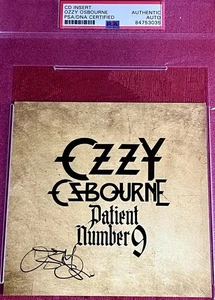 CD INSERT
OZZY OSBOURNE
PSA/DNA CERTIFIED
AUTHENTIC
AUTO
84753035
OZZY
OSBOURNE
Patient
Number 9